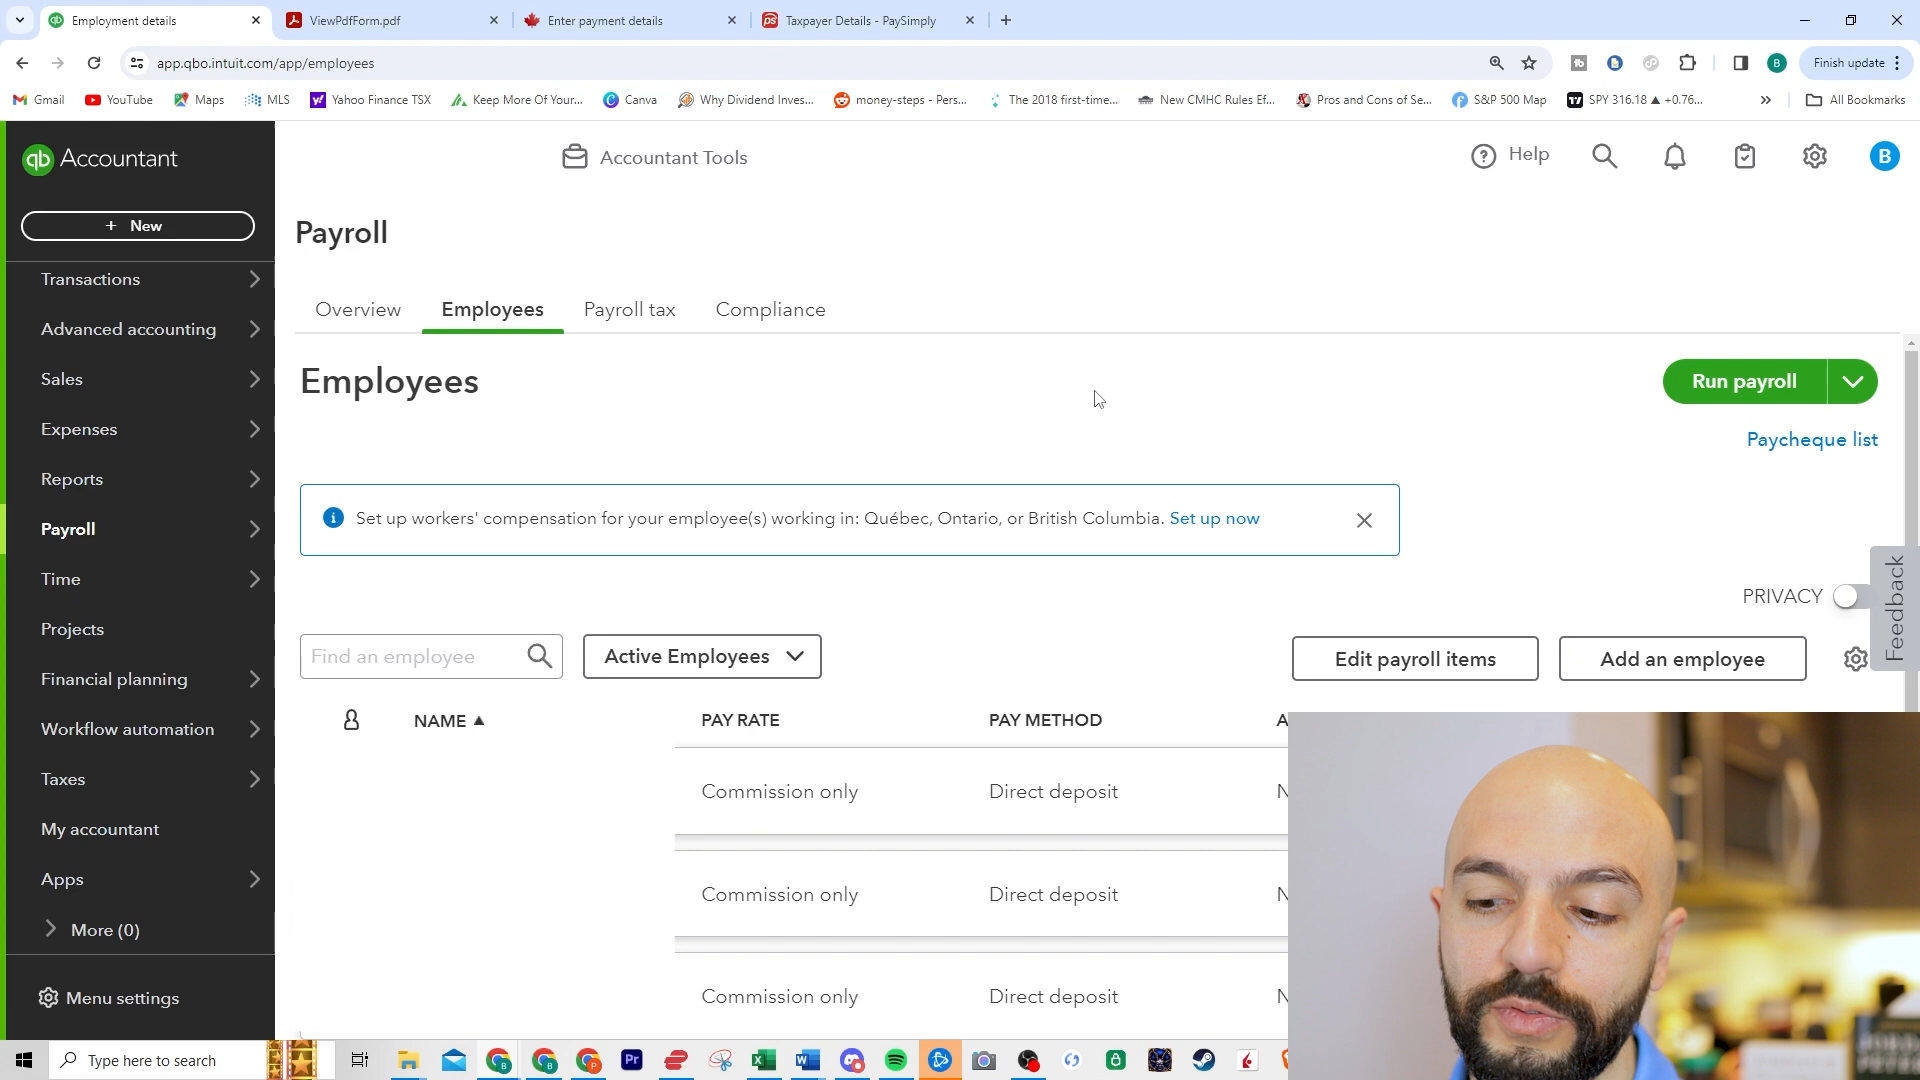 Employment details
ViewPdfForm.pdf
Enter payment details
ps
Taxpayer Details - PaySimply
app.qbo.intuit.com/app/employees
B
Finish update
Gmail
YouTube
Maps
MLS
Yahoo Finance TSX
Keep More Of Your...
Canva
Why Dividend Inves...
money-steps - Pers...
The 2018 first-time...
New CMHC Rules Ef...
Pros and Cons of Se...
S&P 500 Map
SPY 316.18 ▲ +0.76...
»
All Bookmarks
qb Accountant
Accountant Tools
Help
B
+ New
Payroll
Transactions
Advanced accounting
Sales
Expenses
Reports
Payroll
Time
Projects
Financial planning
Workflow automation
Taxes
My accountant
Apps
More (0)
Menu settings
Overview
Employees
Payroll tax
Compliance
Employees
Run payroll
Paycheque list
Set up workers' compensation for your employee(s) working in: Québec, Ontario, or British Columbia. Set up now
PRIVACY
Feedback
Find an employee
Active Employees
Edit payroll items
Add an employee
NAME ▲
PAY RATE
PAY METHOD
A
Commission only
Direct deposit
N
Commission only
Direct deposit
N
Commission only
Direct deposit
N
Type here to search
Pr